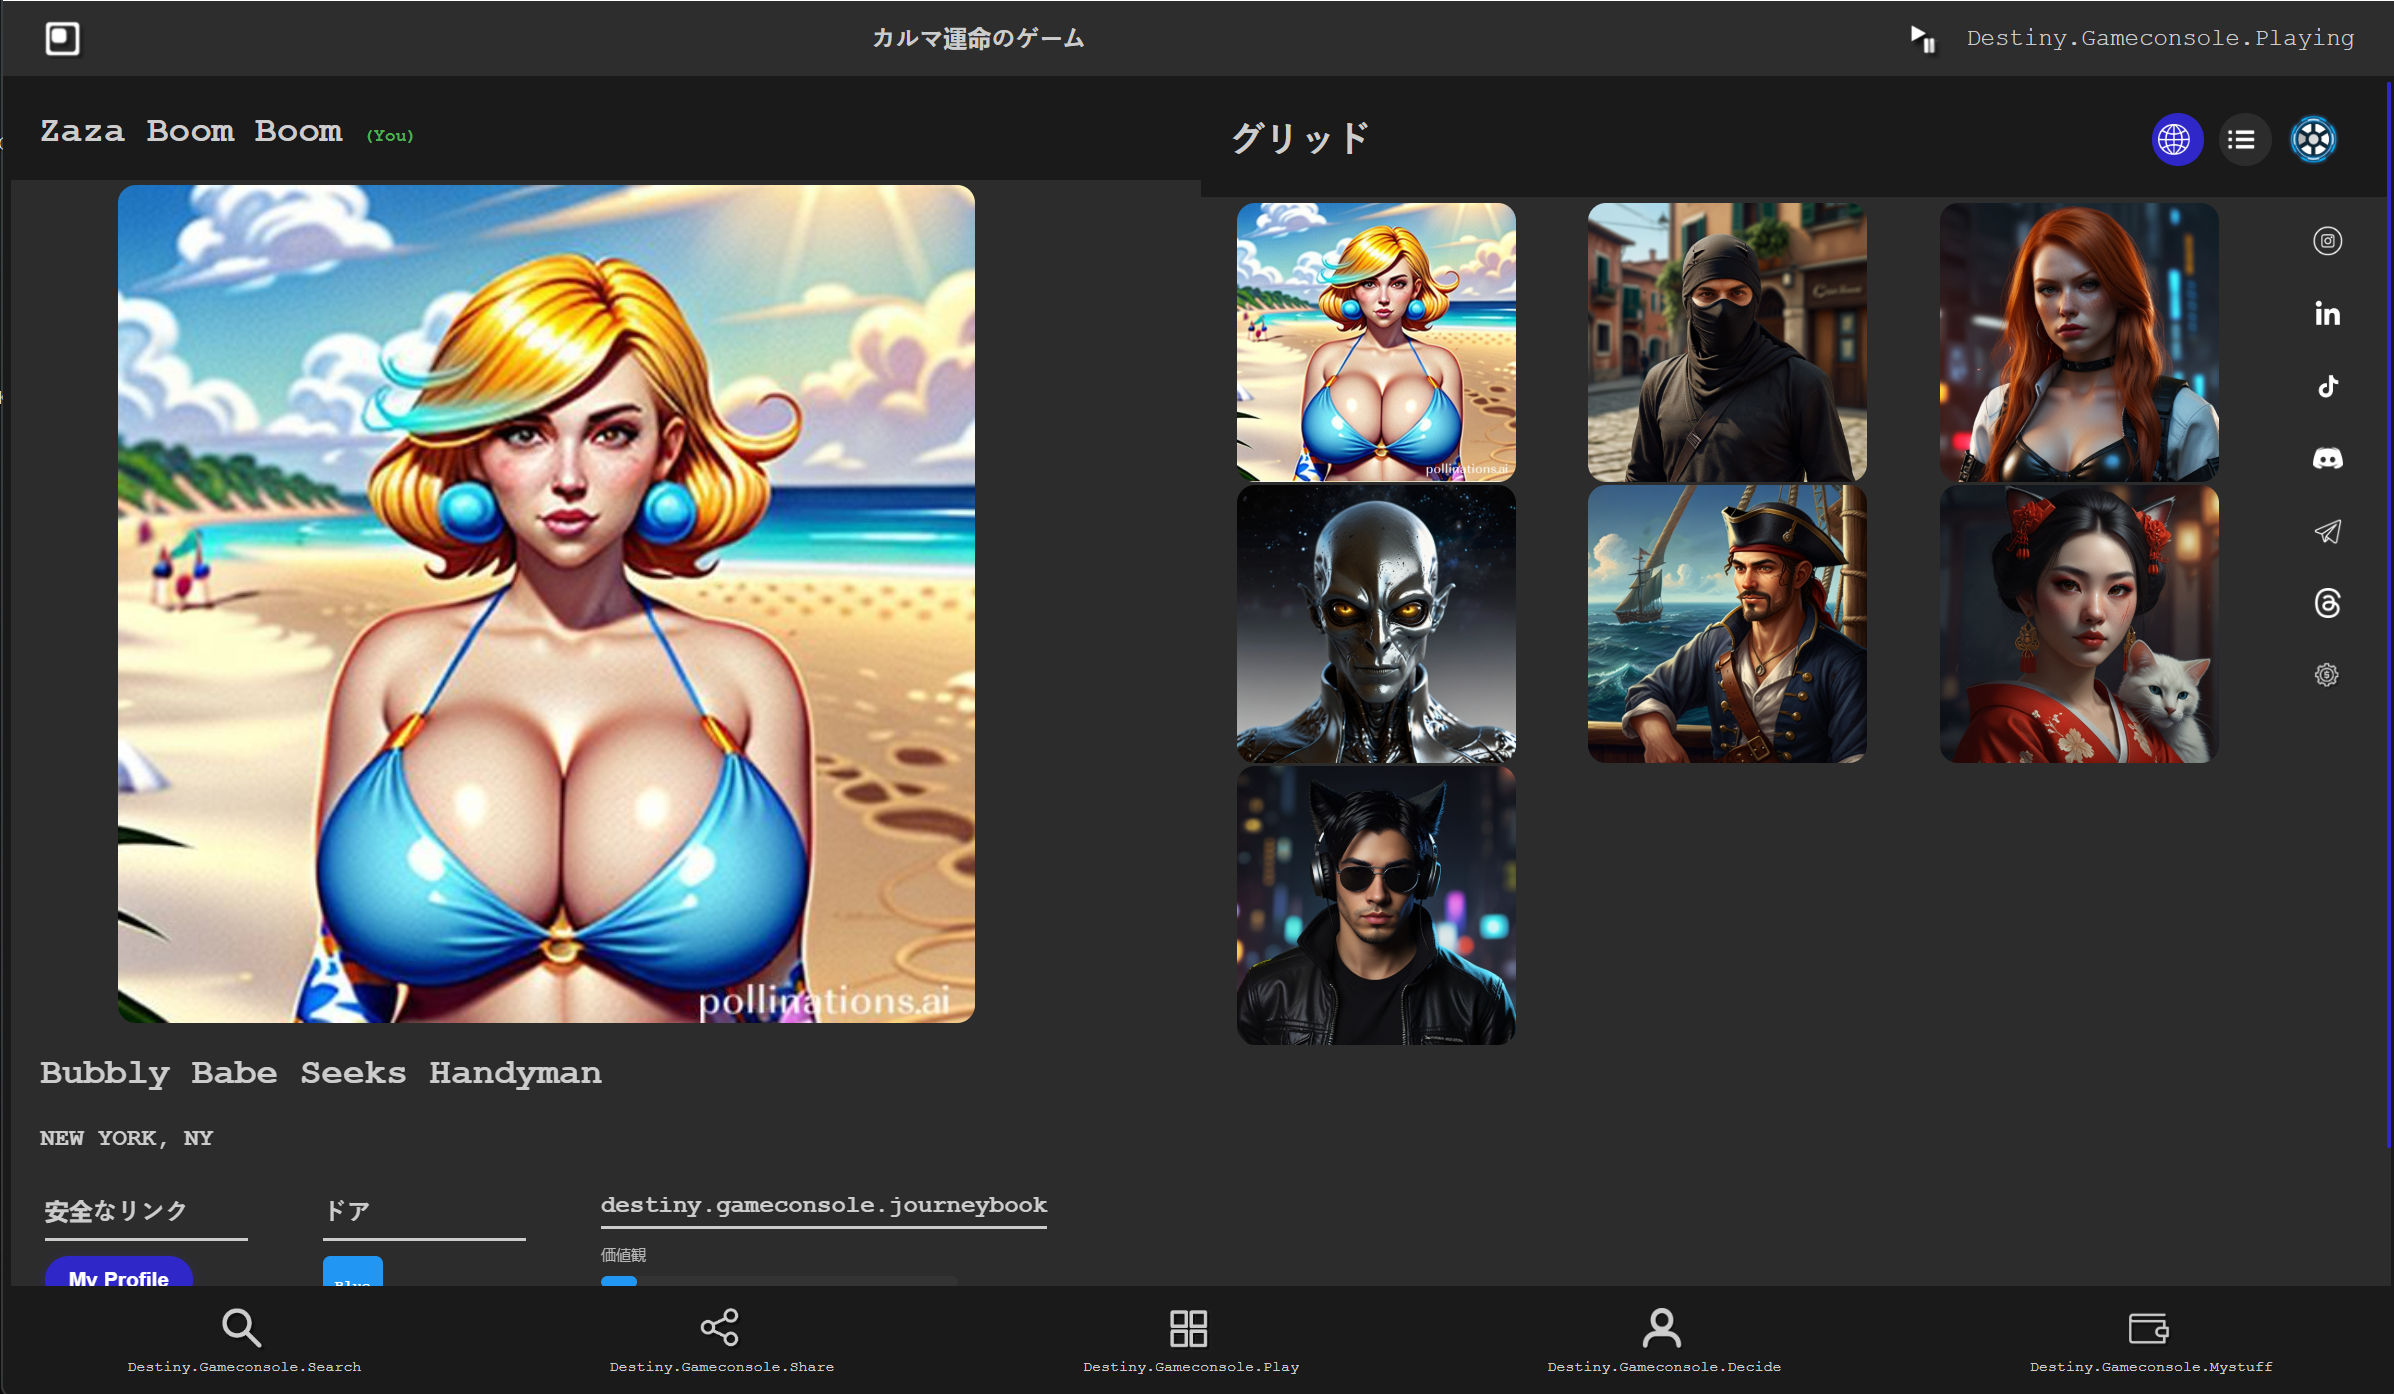 カルマ運命のゲーム
Destiny.Gameconsole.Playing
Zaza Boom Boom (You)
グリッド
pollinations.ai
pollinations.ai
Bubbly Babe Seeks Handyman
NEW YORK, NY
安全なリンク
ドア
destiny.gameconsole.journeybook
価値観
My Profile
Blue
Destiny.Gameconsole.Search
Destiny.Gameconsole.Share
Destiny.Gameconsole.Play
Destiny.Gameconsole.Decide
Destiny.Gameconsole.Mystuff